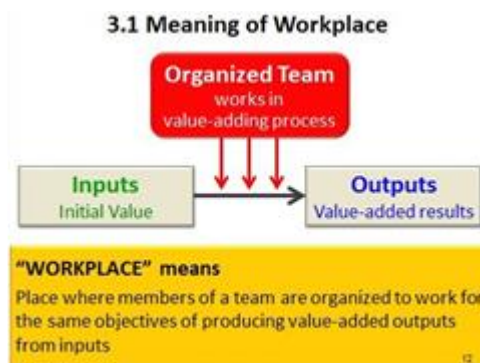 3.1 Meaning of Workplace
Organized Team
works in
value-adding process
Inputs
Initial Value
Outputs
Value-added results
“WORKPLACE” means
Place where members of a team are organized to work for
the same objectives of producing value-added outputs
from inputs
12